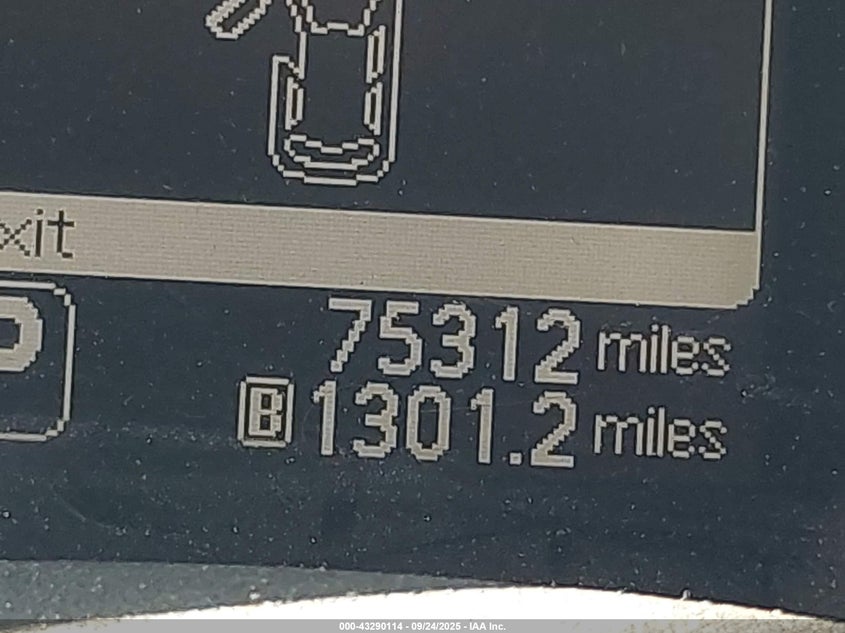 xit
P
75312 miles
B 1301.2 miles
000-43290114 - 09/24/2025 - IAA Inc.